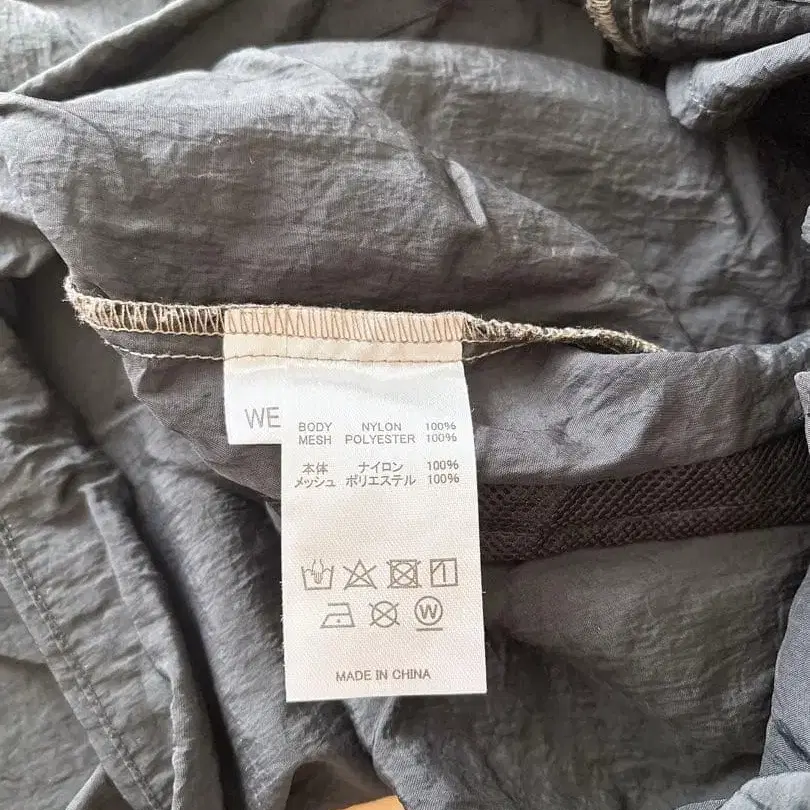 WE
BODY NYLON 100%
MESH POLYESTER 100%
本体 ナイロン 100%
メッシュ ポリエステル 100%
W
MADE IN CHINA